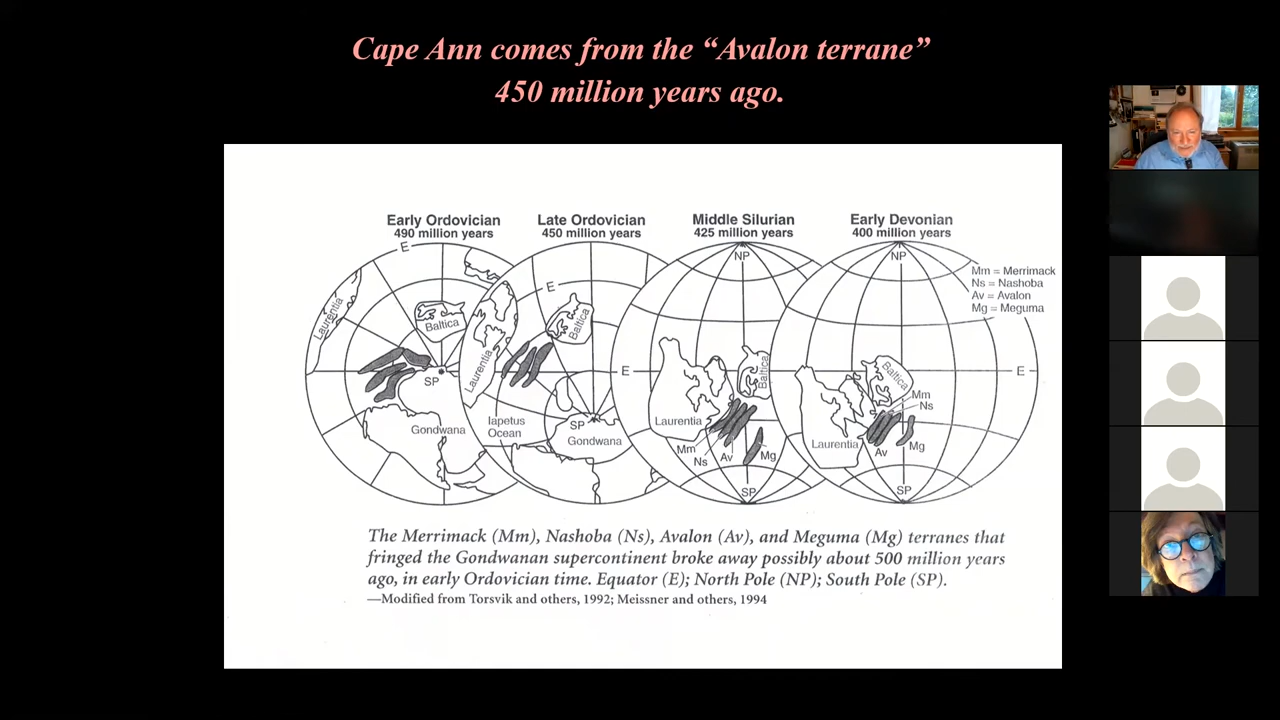 Cape Ann comes from the “Avalon terrane”
450 million years ago.
Early Ordovician
490 million years
Late Ordovician
450 million years
Middle Silurian
425 million years
Early Devonian
400 million years
E
Laurentia
Baltica
SP
Gondwana
E
Baltica
Laurentia
Iapetus
Ocean
SP
Gondwana
NP
E
Baltica
Laurentia
Mm
Ns
Av
Mg
SP
NP
Mm = Merrimack
Ns = Nashoba
Av = Avalon
Mg = Meguma
E
Baltica
Mm
Ns
Laurentia
Av
Mg
SP
The Merrimack (Mm), Nashoba (Ns), Avalon (Av), and Meguma (Mg) terranes that
fringed the Gondwanan supercontinent broke away possibly about 500 million years
ago, in early Ordovician time. Equator (E); North Pole (NP); South Pole (SP).
—Modified from Torsvik and others, 1992; Meissner and others, 1994